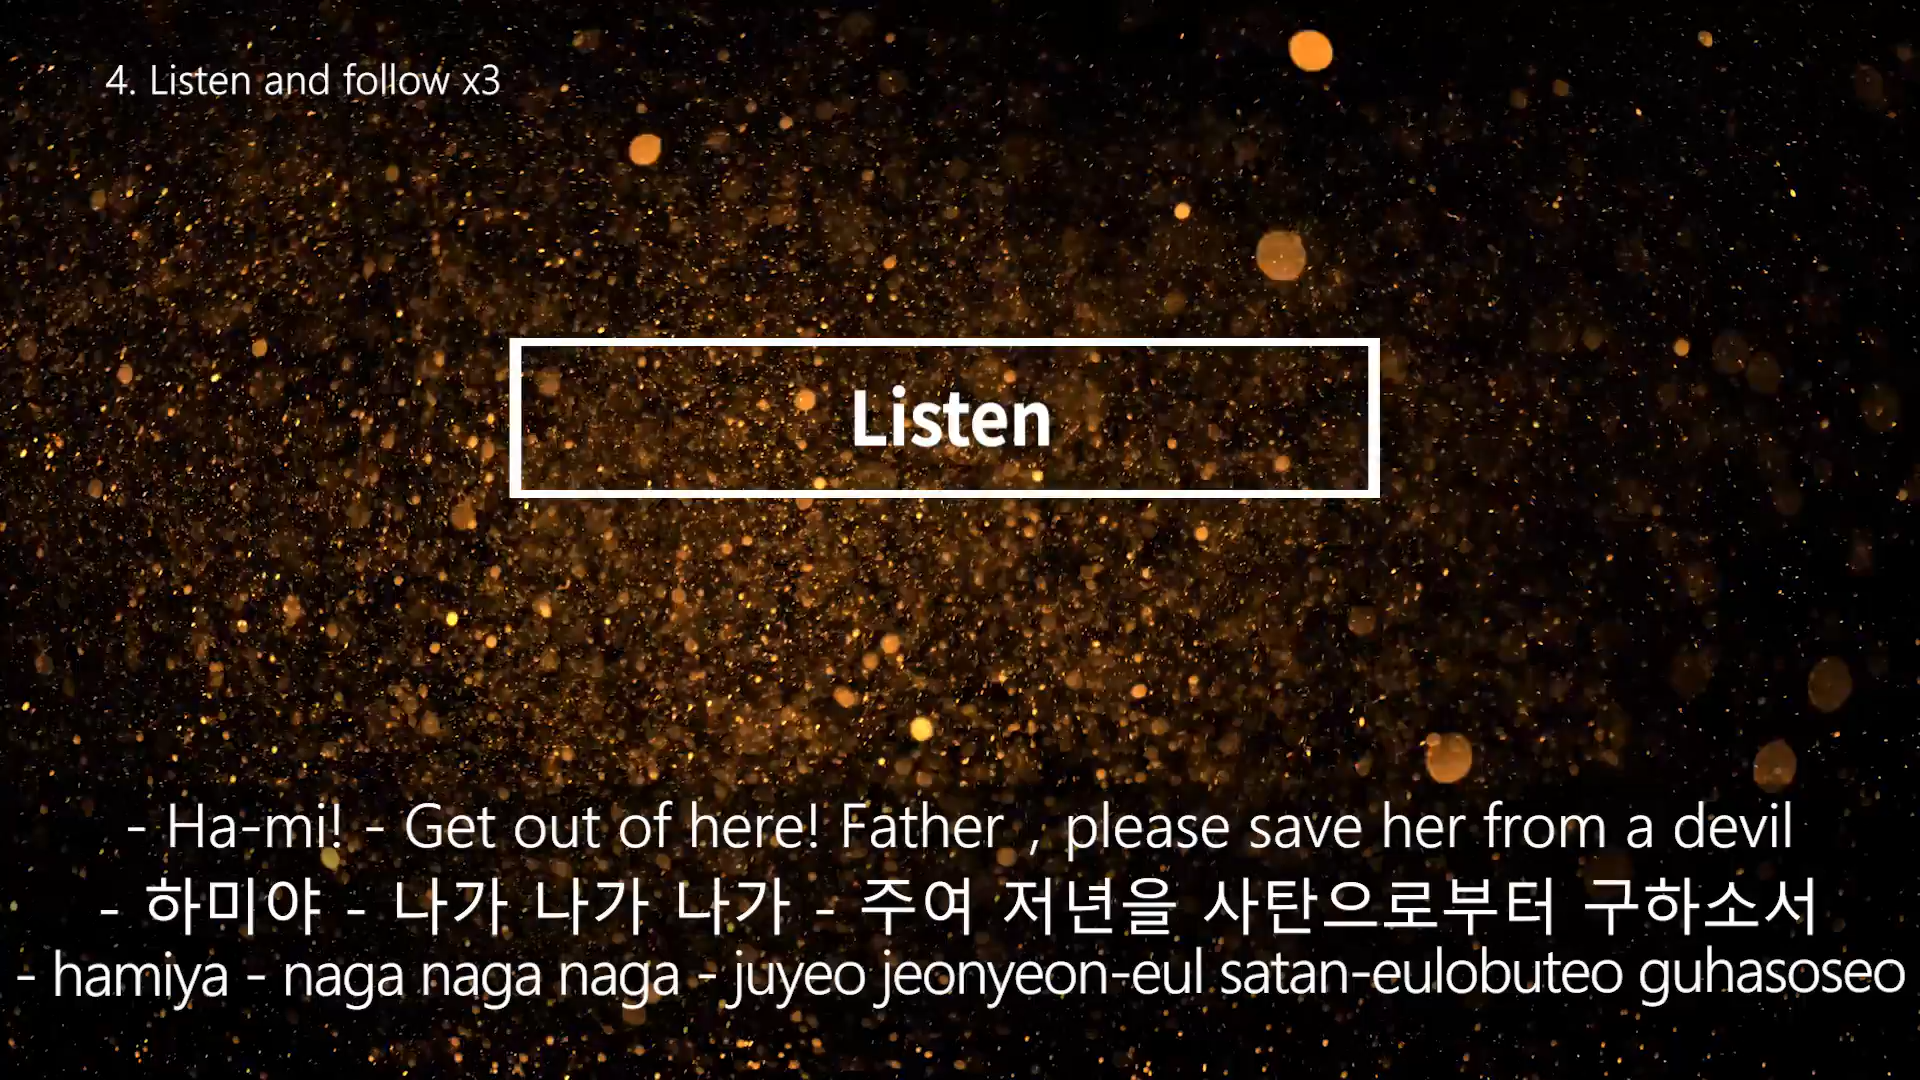 4. Listen and follow x3
Listen
- Ha-mi! - Get out of here! Father , please save her from a devil
- 하미야 - 나가 나가 나가 - 주여 저년을 사탄으로부터 구하소서
- hamiya - naga naga naga - juyeo jeonyeon-eul satan-eulobuteo guhasoseo